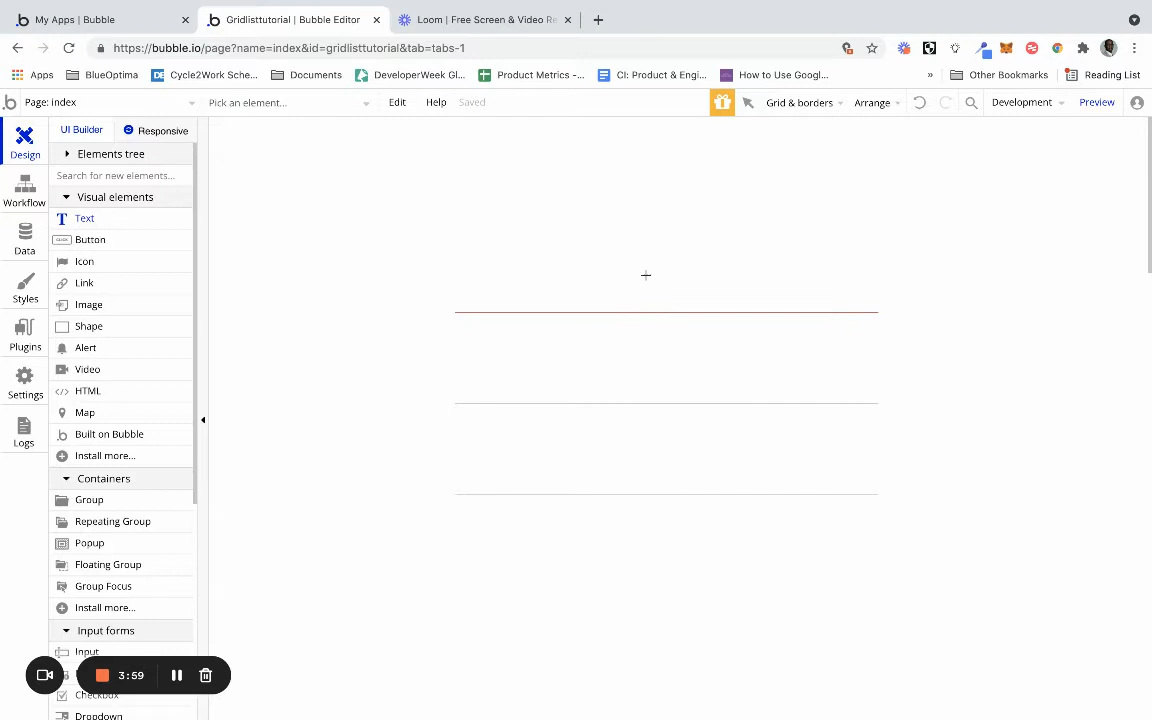 My Apps | Bubble
Gridlisttutorial | Bubble Editor
Loom | Free Screen & Video Re
https://bubble.io/page?name=index&id=gridlisttutorial&tab=tabs-1
Apps
BlueOptima
DE
Cycle2Work Sche...
Documents
DeveloperWeek Gl...
Product Metrics -...
CI: Product & Engi...
How to Use Googl...
»
Other Bookmarks
Reading List
Page: index
Pick an element...
Edit
Help
Saved
Grid & borders
Arrange
Development
Preview
UI Builder
Responsive
Design
Workflow
Data
Styles
Plugins
Settings
Logs
Elements tree
Search for new elements...
Visual elements
T Text
CLICK Button
Icon
Link
Image
Shape
Alert
Video
</> HTML
Map
Built on Bubble
Install more...
Containers
Group
Repeating Group
Popup
Floating Group
Group Focus
Install more...
Input forms
Input
3:59
Checkbox
Dropdown